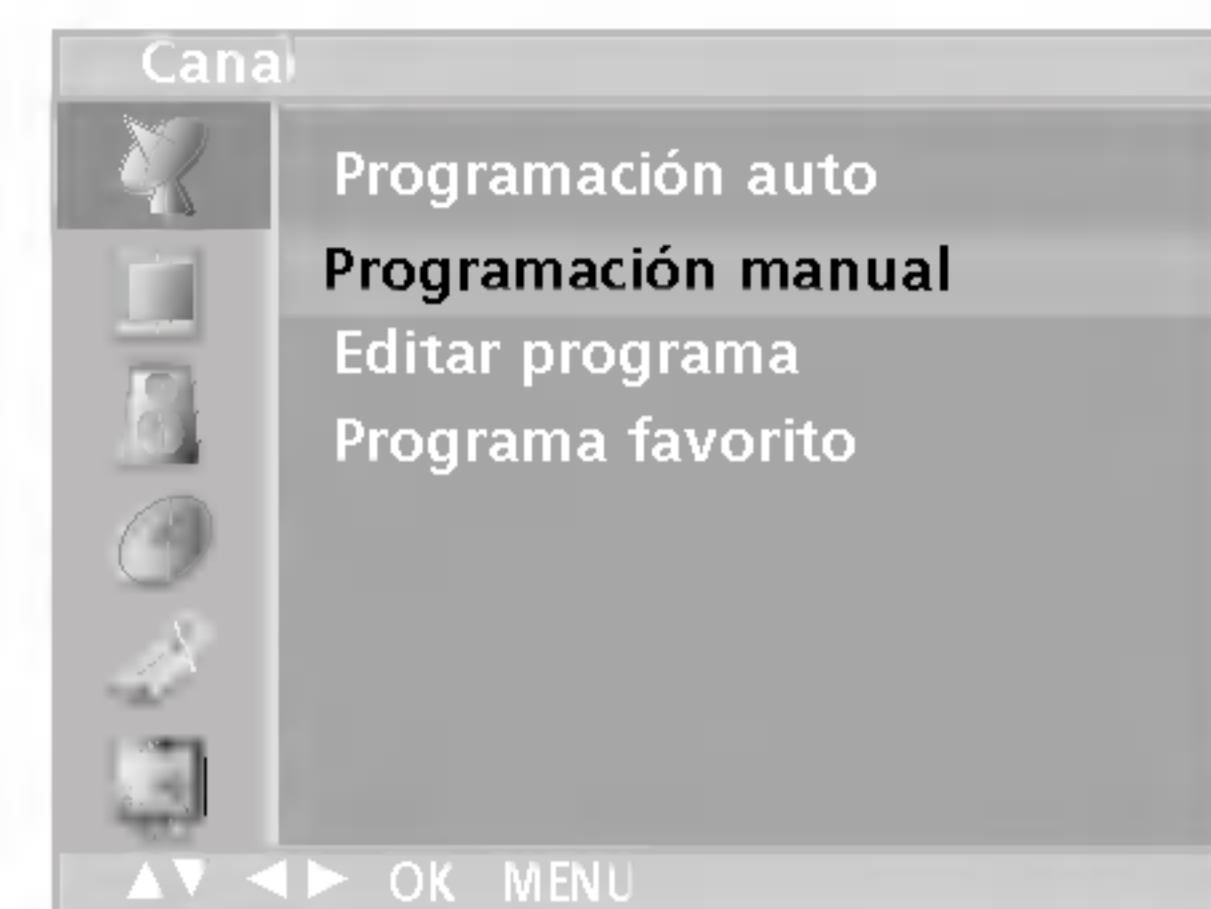 Canal
Programación auto
Programación manual
Editar programa
Programa favorito
▲▼ ◀▶ OK MENU